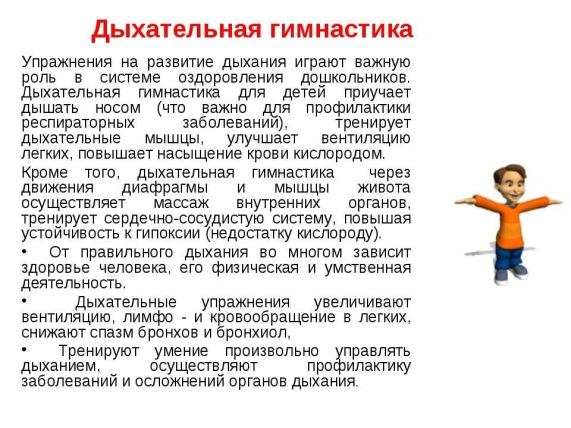 Дыхательная гимнастика
Упражнения на развитие дыхания играют важную
роль в системе оздоровления дошкольников.
Дыхательная гимнастика для детей приучает
дышать носом (что важно для профилактики
респираторных заболеваний), тренирует
дыхательные мышцы, улучшает вентиляцию
легких, повышает насыщение крови кислородом.
Кроме того, дыхательная гимнастика через
движения диафрагмы и мышцы живота
осуществляет массаж внутренних органов,
тренирует сердечно-сосудистую систему, повышая
устойчивость к гипоксии (недостатку кислороду).
• От правильного дыхания во многом зависит
здоровье человека, его физическая и умственная
деятельность.
• Дыхательные упражнения увеличивают
вентиляцию, лимфо - и кровообращение в легких,
снижают спазм бронхов и бронхиол,
• Тренируют умение произвольно управлять
дыханием, осуществляют профилактику
заболеваний и осложнений органов дыхания.